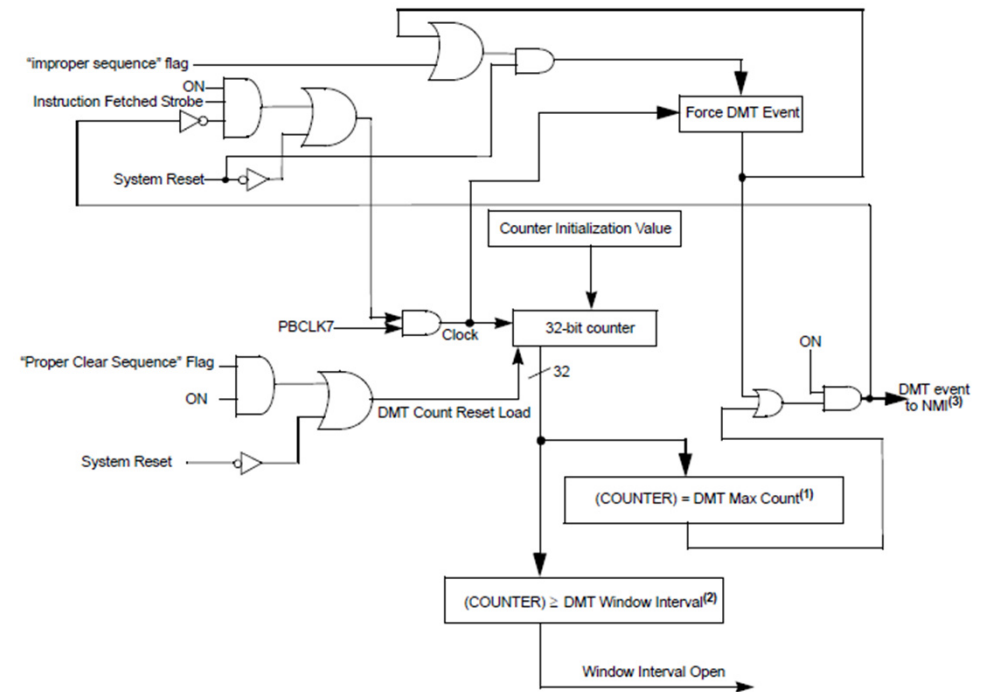 “improper sequence” flag
ON
Instruction Fetched Strobe
Force DMT Event
System Reset
Counter Initialization Value
PBCLK7
Clock
32-bit counter
ON
"Proper Clear Sequence" Flag
32
ON
DMT Count Reset Load
DMT event
to NMI(3)
System Reset
(COUNTER) = DMT Max Count(1)
(COUNTER) ≥ DMT Window Interval(2)
Window Interval Open